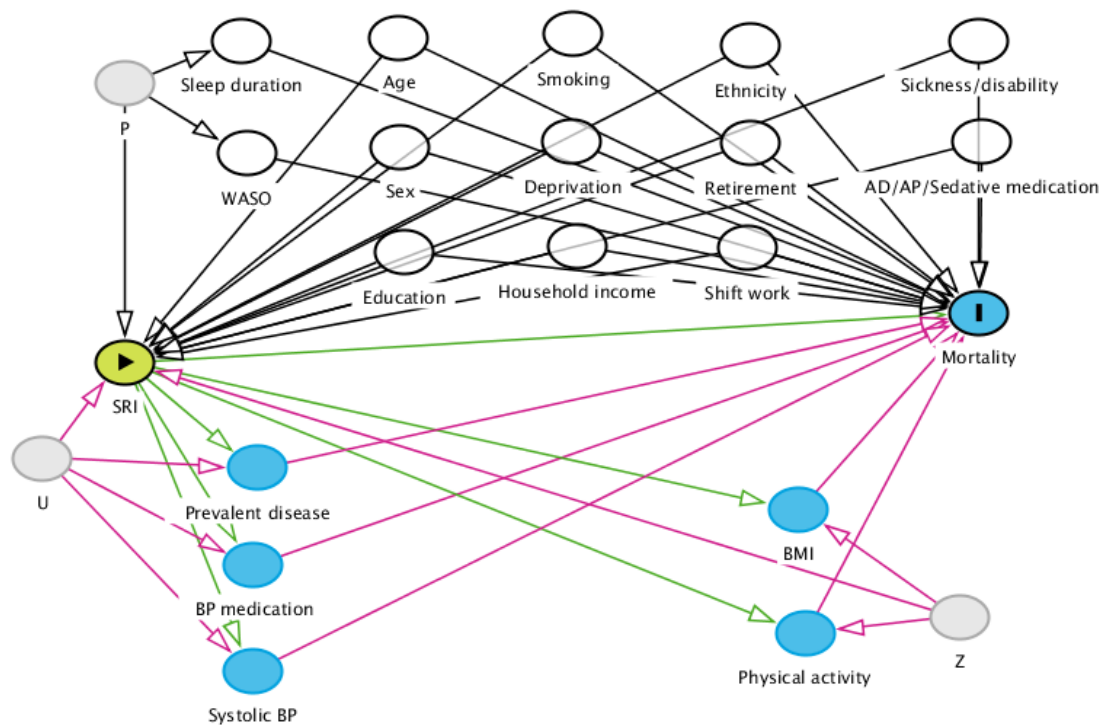 Sleep duration
Age
Smoking
Ethnicity
Sickness/disability
P
WASO
Sex
Deprivation
Retirement
AD/AP/Sedative medication
Education
Household income
Shift work
Mortality
SRI
U
Prevalent disease
BMI
BP medication
Physical activity
Z
Systolic BP